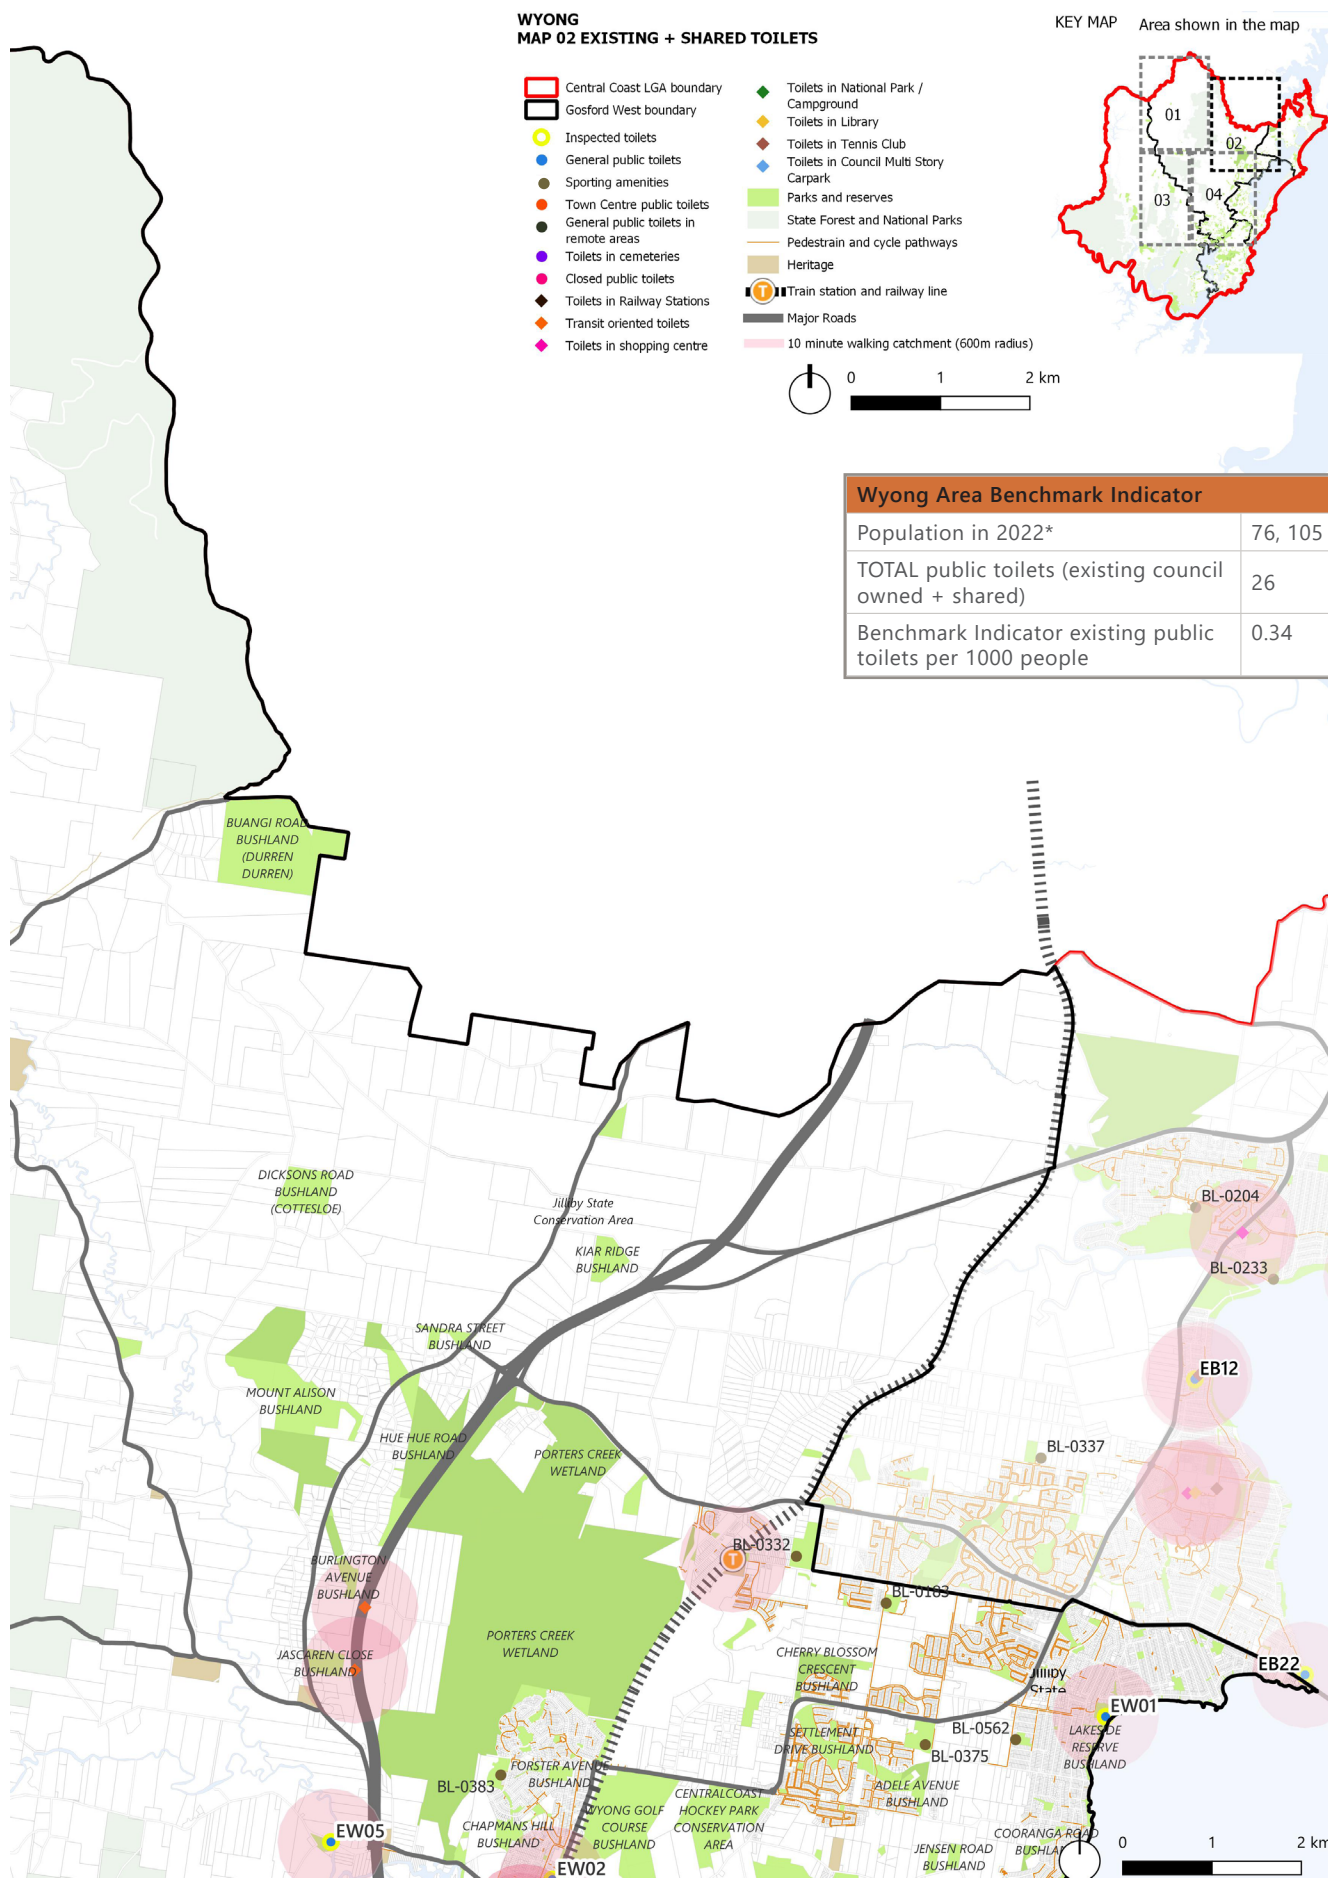 WYONG
MAP 02 EXISTING + SHARED TOILETS
Central Coast LGA boundary
Gosford West boundary
Inspected toilets
General public toilets
Sporting amenities
Town Centre public toilets
General public toilets in
remote areas
Toilets in cemeteries
Closed public toilets
Toilets in Railway Stations
Transit oriented toilets
Toilets in shopping centre
Toilets in National Park /
Campground
Toilets in Library
Toilets in Tennis Club
Toilets in Council Multi Story
Carpark
Parks and reserves
State Forest and National Parks
Pedestrain and cycle pathways
Heritage
T
Train station and railway line
Major Roads
10 minute walking catchment (600m radius)
0 1 2 km
KEY MAP Area shown in the map
01
02
03
04
Wyong Area Benchmark Indicator
Population in 2022* 76, 105
TOTAL public toilets (existing council
owned + shared) 26
Benchmark Indicator existing public
toilets per 1000 people 0.34
BUANGI ROAD
BUSHLAND
(DURREN
DURREN)
DICKSONS ROAD
BUSHLAND
(COTTESLOE)
Jilliby State
Conservation Area
KIAR RIDGE
BUSHLAND
BL-0204
BL-0233
SANDRA STREET
BUSHLAND
MOUNT ALISON
BUSHLAND
EB12
HUE HUE ROAD
BUSHLAND
PORTERS CREEK
WETLAND
BL-0337
BL-0332
T
BURLINGTON
AVENUE
BUSHLAND
BL-0183
PORTERS CREEK
WETLAND
JASCAREN CLOSE
BUSHLAND
CHERRY BLOSSOM
CRESCENT
BUSHLAND
Jilliby
State
EB22
EW01
LAKESIDE
RESERVE
BUSHLAND
BL-0562
SETTLEMENT
DRIVE BUSHLAND
BL-0375
FORSTER AVENUE
BUSHLAND
BL-0383
ADELE AVENUE
BUSHLAND
CENTRALCOAST
HOCKEY PARK
CONSERVATION
AREA
WYONG GOLF
COURSE
BUSHLAND
CHAPMANS HILL
BUSHLAND
EW05
COORANGA ROAD
BUSHLAND
JENSEN ROAD
BUSHLAND
EW02
0 1 2 km